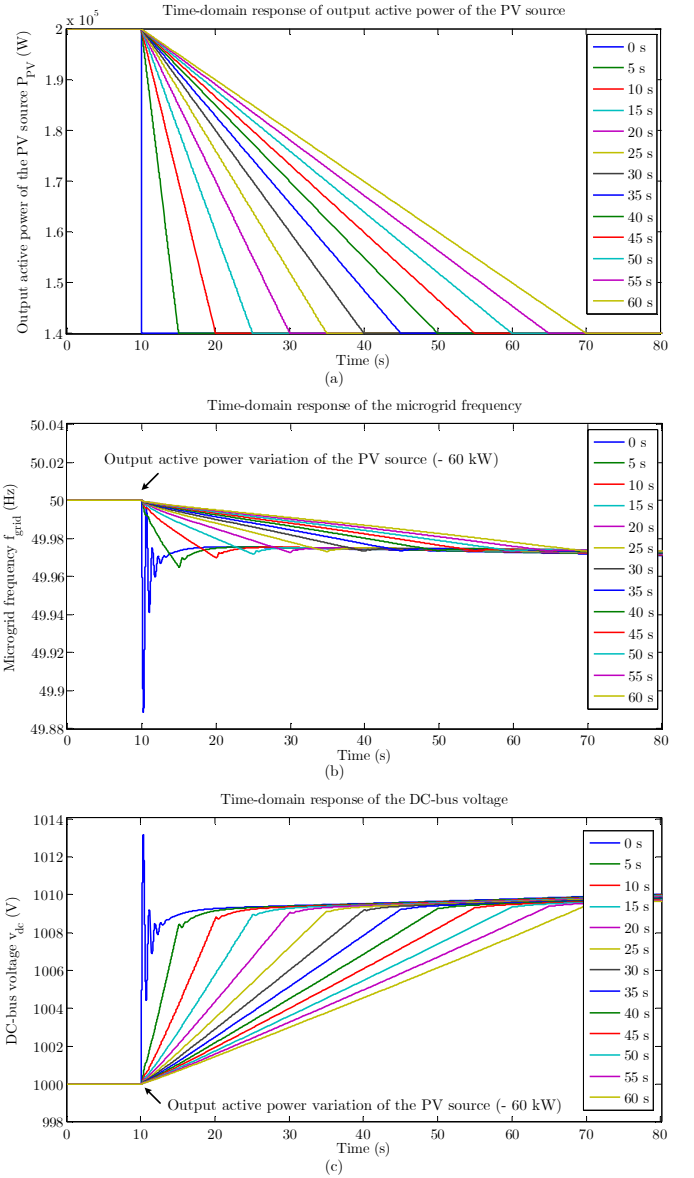 Time-domain response of output active power of the PV source
x 10^5
Output active power of the PV source P_PV (W)
2
1.9
1.8
1.7
1.6
1.5
1.4
0 10 20 30 40 50 60 70 80
Time (s)
0 s
5 s
10 s
15 s
20 s
25 s
30 s
35 s
40 s
45 s
50 s
55 s
60 s
(a)
Time-domain response of the microgrid frequency
Microgrid frequency f_grid (Hz)
50.04
50.02
50
49.98
49.96
49.94
49.92
49.9
49.88
Output active power variation of the PV source (- 60 kW)
0 10 20 30 40 50 60 70 80
Time (s)
0 s
5 s
10 s
15 s
20 s
25 s
30 s
35 s
40 s
45 s
50 s
55 s
60 s
(b)
Time-domain response of the DC-bus voltage
DC-bus voltage v_dc (V)
1014
1012
1010
1008
1006
1004
1002
1000
998
Output active power variation of the PV source (- 60 kW)
0 10 20 30 40 50 60 70 80
Time (s)
0 s
5 s
10 s
15 s
20 s
25 s
30 s
35 s
40 s
45 s
50 s
55 s
60 s
(c)